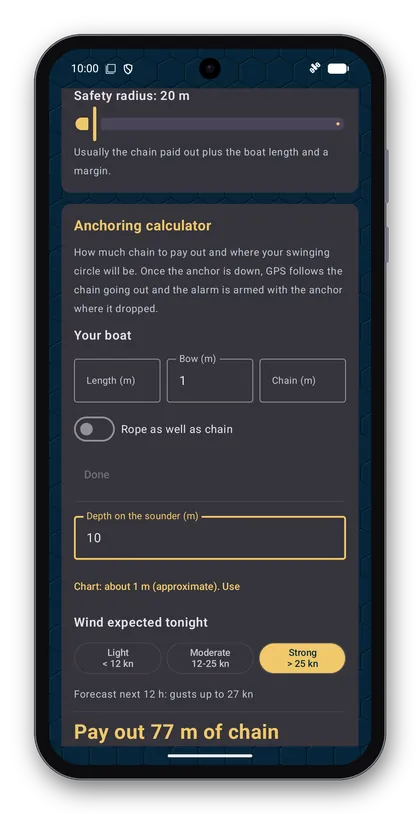 10:00
Safety radius: 20 m
Usually the chain paid out plus the boat length and a
margin.
Anchoring calculator
How much chain to pay out and where your swinging
circle will be. Once the anchor is down, GPS follows the
chain going out and the alarm is armed with the anchor
where it dropped.
Your boat
Length (m)
Bow (m)
1
Chain (m)
Rope as well as chain
Done
Depth on the sounder (m)
10
Chart: about 1 m (approximate). Use
Wind expected tonight
Light
< 12 kn
Moderate
12-25 kn
Strong
> 25 kn
Forecast next 12 h: gusts up to 27 kn
Pay out 77 m of chain